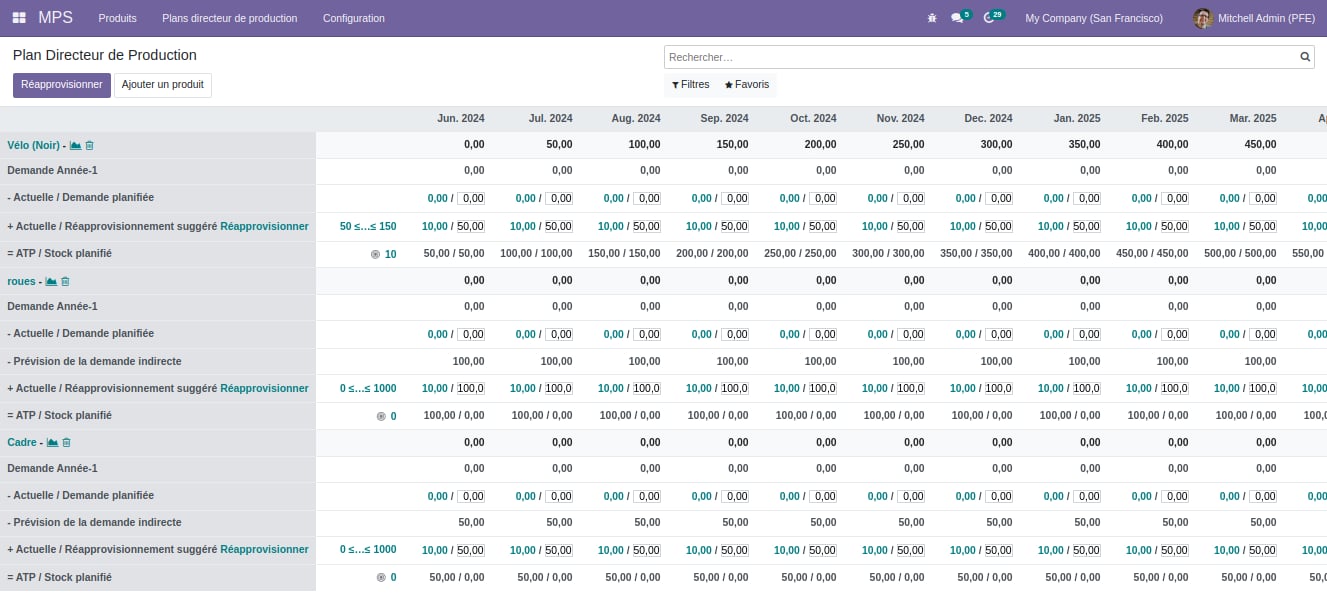 MPS Produits Plans directeur de production Configuration 5 29 My Company (San Francisco) Mitchell Admin (PFE)
Plan Directeur de Production Rechercher...
Réapprovisionner Ajouter un produit Filtres Favoris
Jun. 2024 Jul. 2024 Aug. 2024 Sep. 2024 Oct. 2024 Nov. 2024 Dec. 2024 Jan. 2025 Feb. 2025 Mar. 2025
Vélo (Noir) - 0,00 50,00 100,00 150,00 200,00 250,00 300,00 350,00 400,00 450,00
Demande Année-1 0,00 0,00 0,00 0,00 0,00 0,00 0,00 0,00 0,00 0,00
- Actuelle / Demande planifiée 0,00 / 0,00 0,00 / 0,00 0,00 / 0,00 0,00 / 0,00 0,00 / 0,00 0,00 / 0,00 0,00 / 0,00 0,00 / 0,00 0,00 / 0,00 0,00 / 0,00 0,00
+ Actuelle / Réapprovisionnement suggéré Réapprovisionner 50 ≤...≤ 150 10,00 / 50,00 10,00 / 50,00 10,00 / 50,00 10,00 / 50,00 10,00 / 50,00 10,00 / 50,00 10,00 / 50,00 10,00 / 50,00 10,00 / 50,00 10,00 / 50,00 10,00
= ATP / Stock planifié 10 50,00 / 50,00 100,00 / 100,00 150,00 / 150,00 200,00 / 200,00 250,00 / 250,00 300,00 / 300,00 350,00 / 350,00 400,00 / 400,00 450,00 / 450,00 500,00 / 500,00 550,00
roues - 0,00 0,00 0,00 0,00 0,00 0,00 0,00 0,00 0,00 0,00
Demande Année-1 0,00 0,00 0,00 0,00 0,00 0,00 0,00 0,00 0,00 0,00
- Actuelle / Demande planifiée 0,00 / 0,00 0,00 / 0,00 0,00 / 0,00 0,00 / 0,00 0,00 / 0,00 0,00 / 0,00 0,00 / 0,00 0,00 / 0,00 0,00 / 0,00 0,00 / 0,00 0,00
- Prévision de la demande indirecte 100,00 100,00 100,00 100,00 100,00 100,00 100,00 100,00 100,00 100,00
+ Actuelle / Réapprovisionnement suggéré Réapprovisionner 0 ≤...≤ 1000 10,00 / 100,0 10,00 / 100,0 10,00 / 100,0 10,00 / 100,0 10,00 / 100,0 10,00 / 100,0 10,00 / 100,0 10,00 / 100,0 10,00 / 100,0 10,00 / 100,0 10,00
= ATP / Stock planifié 0 100,00 / 0,00 100,00 / 0,00 100,00 / 0,00 100,00 / 0,00 100,00 / 0,00 100,00 / 0,00 100,00 / 0,00 100,00 / 0,00 100,00 / 0,00 100,00 / 0,00
Cadre - 0,00 0,00 0,00 0,00 0,00 0,00 0,00 0,00 0,00 0,00
Demande Année-1 0,00 0,00 0,00 0,00 0,00 0,00 0,00 0,00 0,00 0,00
- Actuelle / Demande planifiée 0,00 / 0,00 0,00 / 0,00 0,00 / 0,00 0,00 / 0,00 0,00 / 0,00 0,00 / 0,00 0,00 / 0,00 0,00 / 0,00 0,00 / 0,00 0,00 / 0,00 0,00
- Prévision de la demande indirecte 50,00 50,00 50,00 50,00 50,00 50,00 50,00 50,00 50,00 50,00
+ Actuelle / Réapprovisionnement suggéré Réapprovisionner 0 ≤...≤ 1000 10,00 / 50,00 10,00 / 50,00 10,00 / 50,00 10,00 / 50,00 10,00 / 50,00 10,00 / 50,00 10,00 / 50,00 10,00 / 50,00 10,00 / 50,00 10,00 / 50,00 10,00
= ATP / Stock planifié 0 50,00 / 0,00 50,00 / 0,00 50,00 / 0,00 50,00 / 0,00 50,00 / 0,00 50,00 / 0,00 50,00 / 0,00 50,00 / 0,00 50,00 / 0,00 50,00 / 0,00